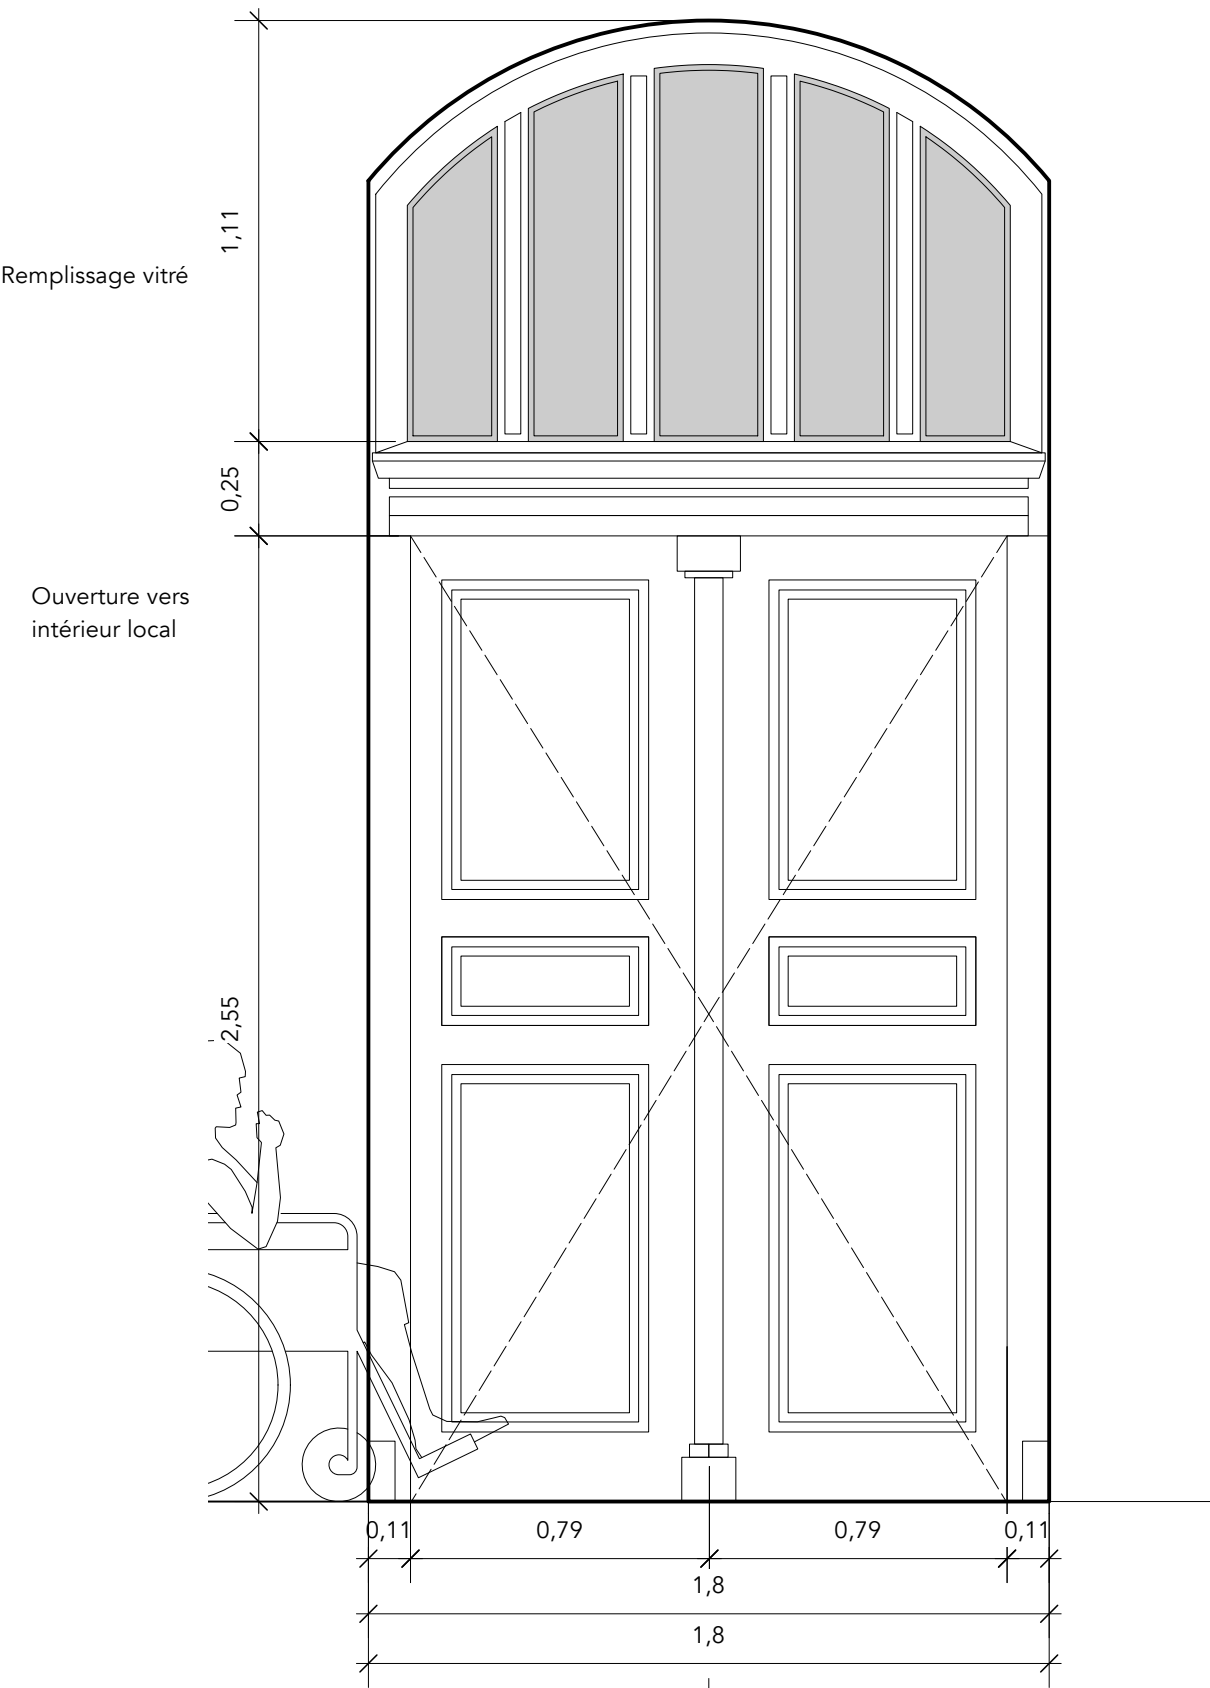 1,11
Remplissage vitré
0,25
Ouverture vers
intérieur local
2,55
0,11 0,79 0,79 0,11
1,8
1,8